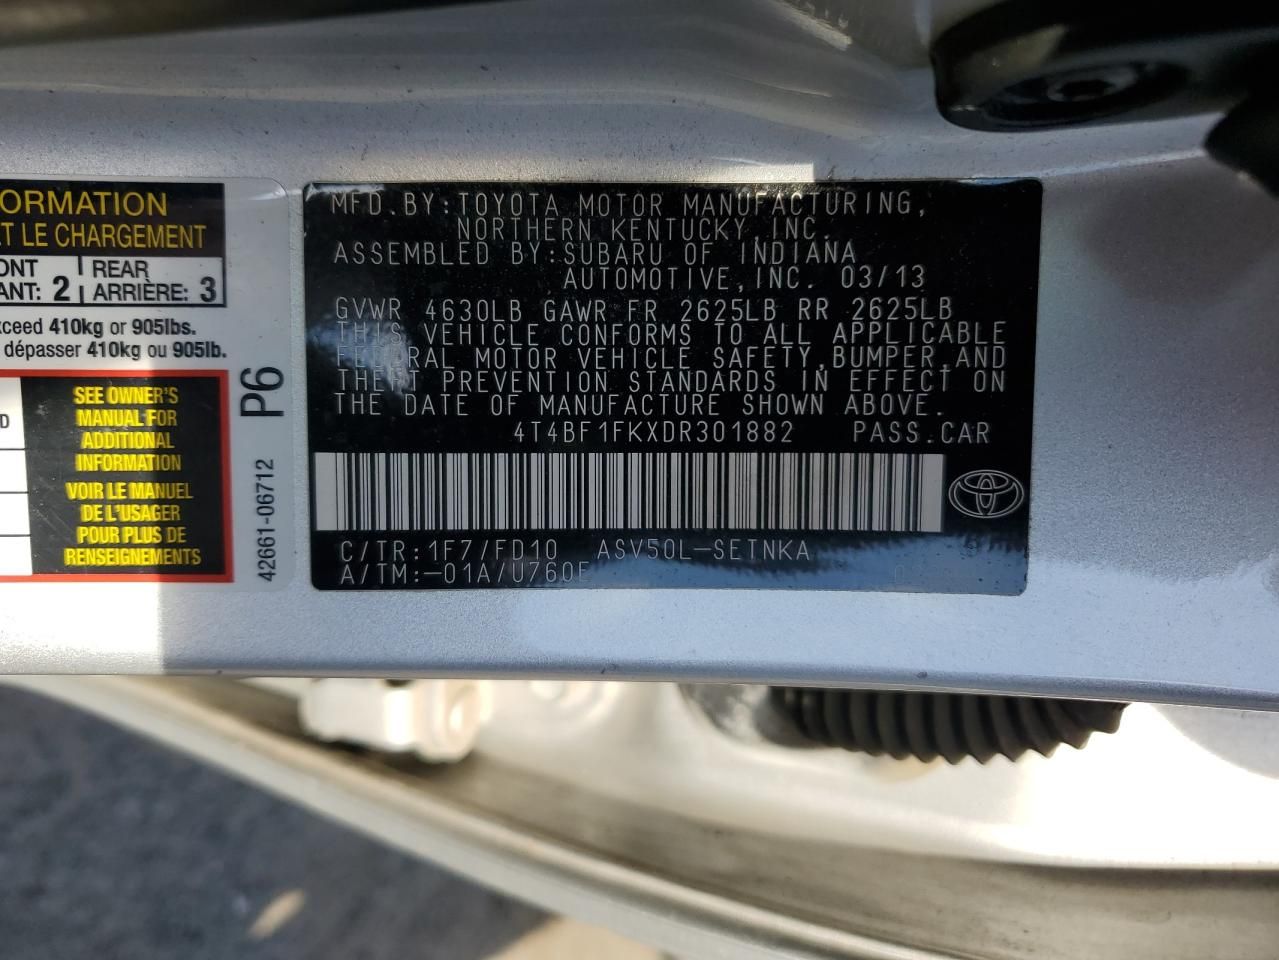 ORMATION
ET LE CHARGEMENT
ONT
ANT: 2
REAR
ARRIÈRE: 3
xceed 410kg or 905lbs.
dépasser 410kg ou 905lb.
D
SEE OWNER'S
MANUAL FOR
ADDITIONAL
INFORMATION
VOIR LE MANUEL
DE L'USAGER
POUR PLUS DE
RENSEIGNEMENTS
P6
42661-06712
MFD.BY:TOYOTA MOTOR MANUFACTURING,
NORTHERN KENTUCKY,INC.
ASSEMBLED BY:SUBARU OF INDIANA
AUTOMOTIVE,INC. 03/13
GVWR 4630LB GAWR FR 2625LB RR 2625LB
THIS VEHICLE CONFORMS TO ALL APPLICABLE
FEDERAL MOTOR VEHICLE SAFETY,BUMPER,AND
THEFT PREVENTION STANDARDS IN EFFECT ON
THE DATE OF MANUFACTURE SHOWN ABOVE.
4T4BF1FKXDR301882 PASS.CAR
C/TR:1F7/FD10 ASV50L-SETNKA
A/TM:-01A/U760E